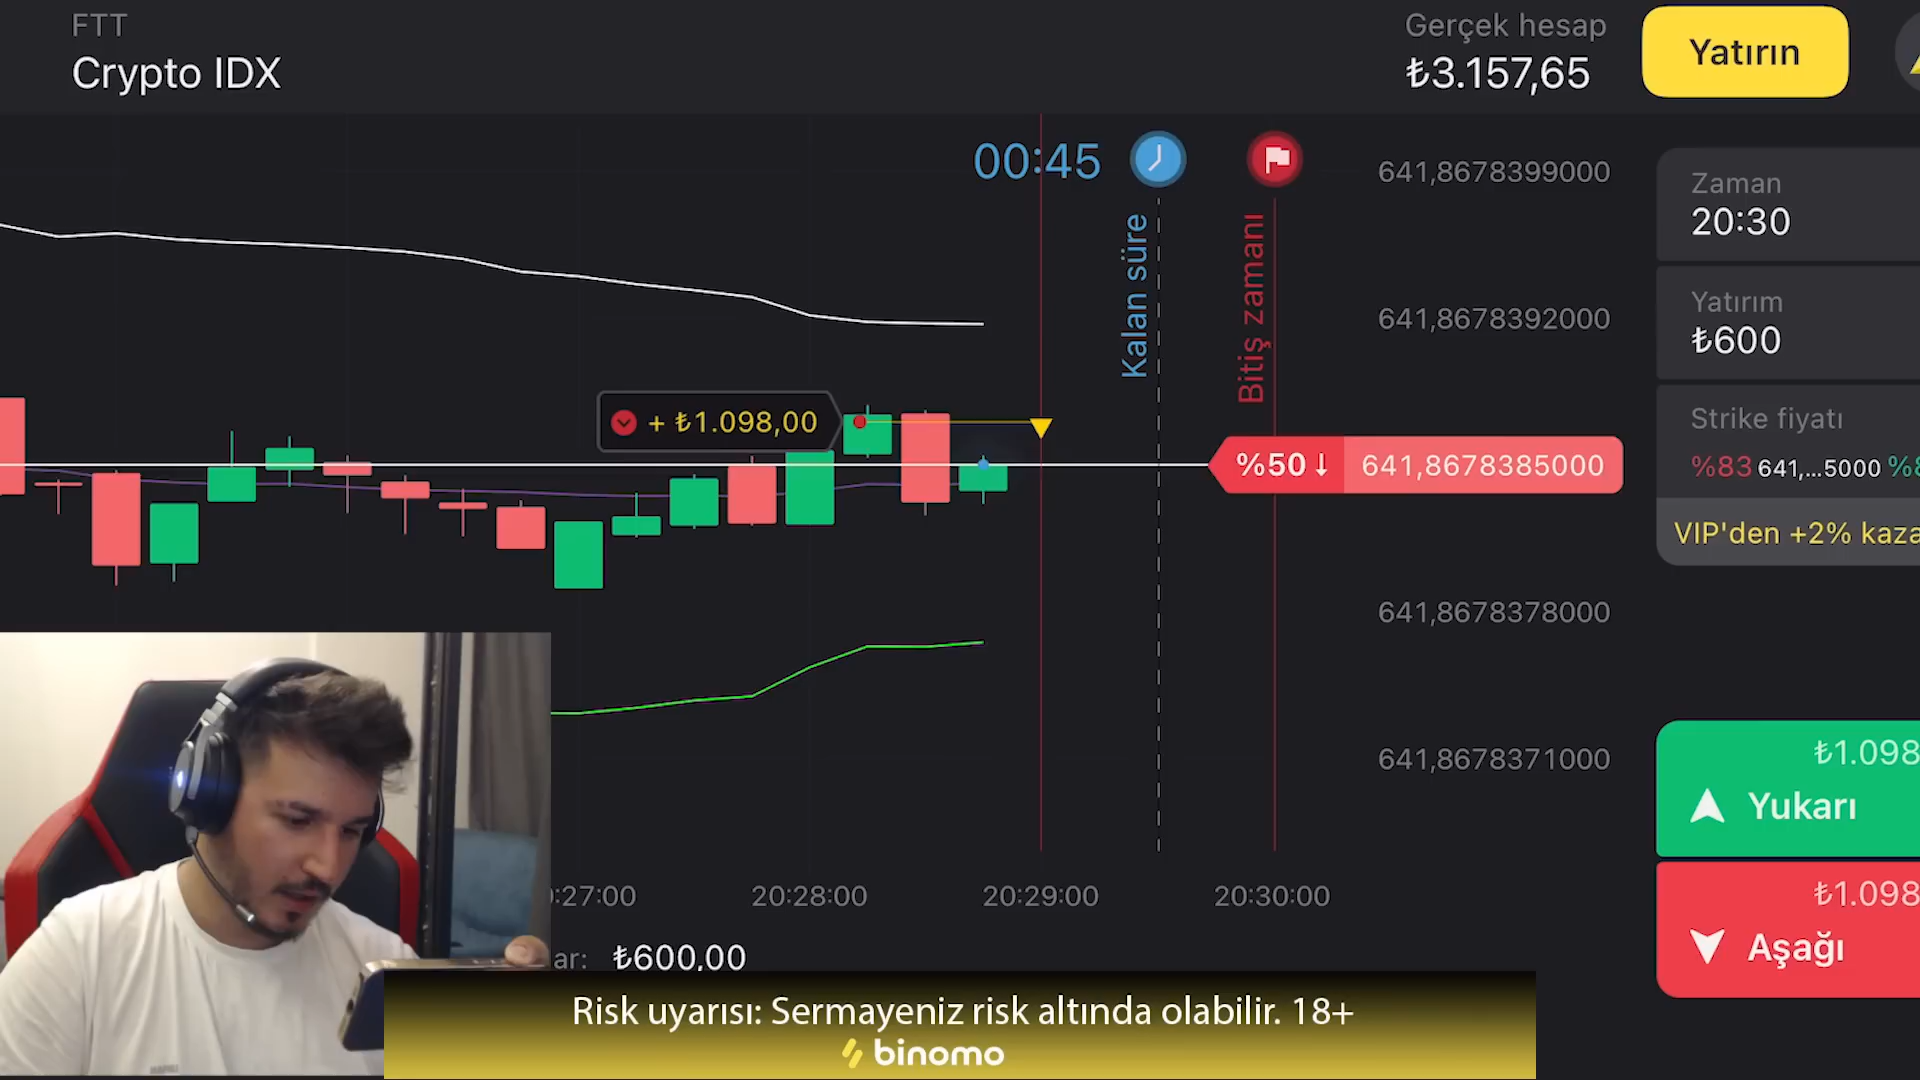 FTT
Crypto IDX
Gerçek hesap
₺3.157,65
Yatırın
00:45
Kalan süre
Bitiş zamanı
641,8678399000
641,8678392000
+ ₺1.098,00
%50↓ 641,8678385000
641,8678378000
641,8678371000
Zaman
20:30
Yatırım
₺600
Strike fiyatı
%83 641,...5000
VIP'den +2%
₺1.098
Yukarı
₺1.098
Aşağı
:27:00 20:28:00 20:29:00 20:30:00
ar: ₺600,00
Risk uyarısı: Sermayeniz risk altında olabilir. 18+
binomo